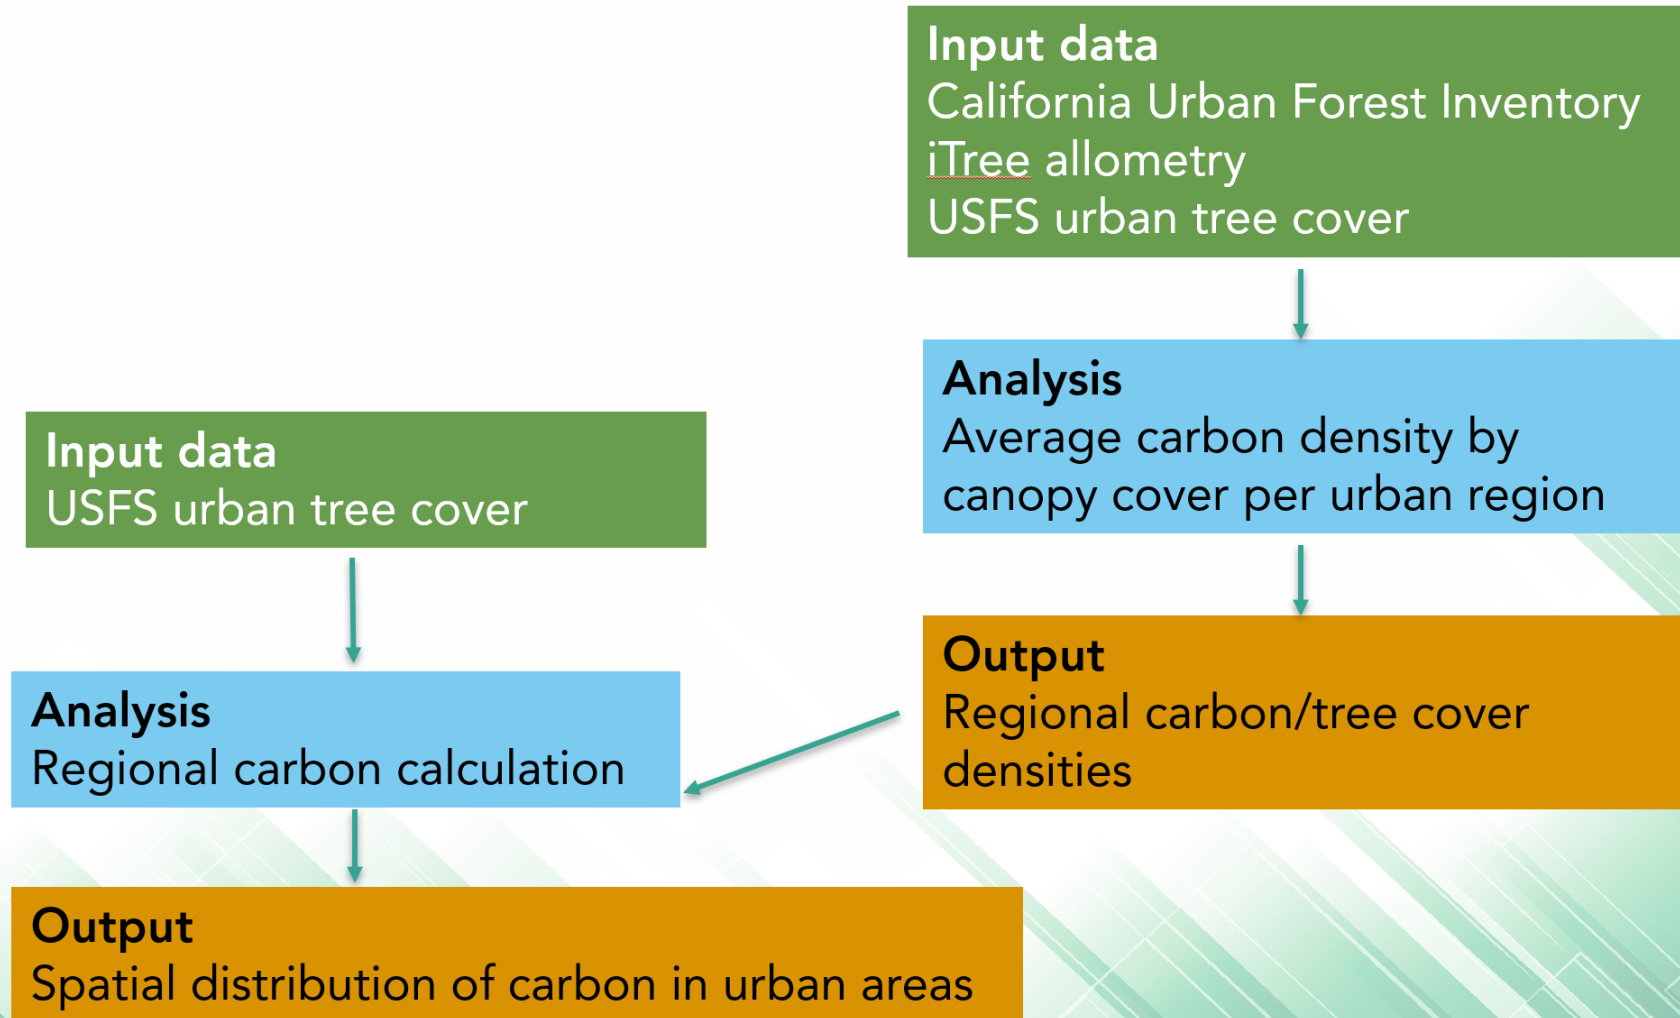 Input data
California Urban Forest Inventory
iTree allometry
USFS urban tree cover
Analysis
Average carbon density by
canopy cover per urban region
Output
Regional carbon/tree cover
densities
Input data
USFS urban tree cover
Analysis
Regional carbon calculation
Output
Spatial distribution of carbon in urban areas